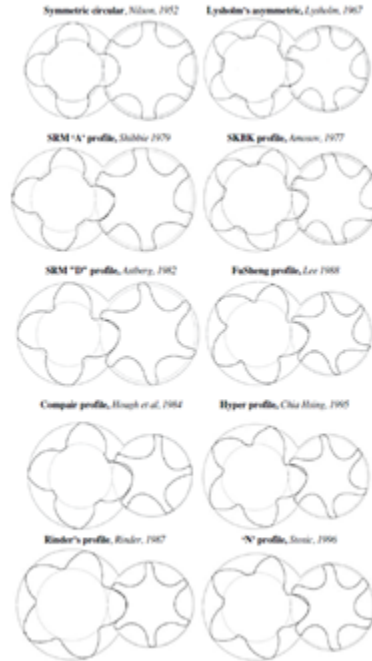 Symmetric circular, Nilson, 1952
Lysholm's asymmetric, Lysholm, 1967
SRM 'A' profile, Shibbie 1979
SKBK profile, Amosov, 1977
SRM "D" profile, Astberg, 1982
FuSheng profile, Lee 1988
Compair profile, Hough et al, 1984
Hyper profile, Chia Hsing, 1995
Rinder's profile, Rinder, 1987
'N' profile, Stosic, 1996